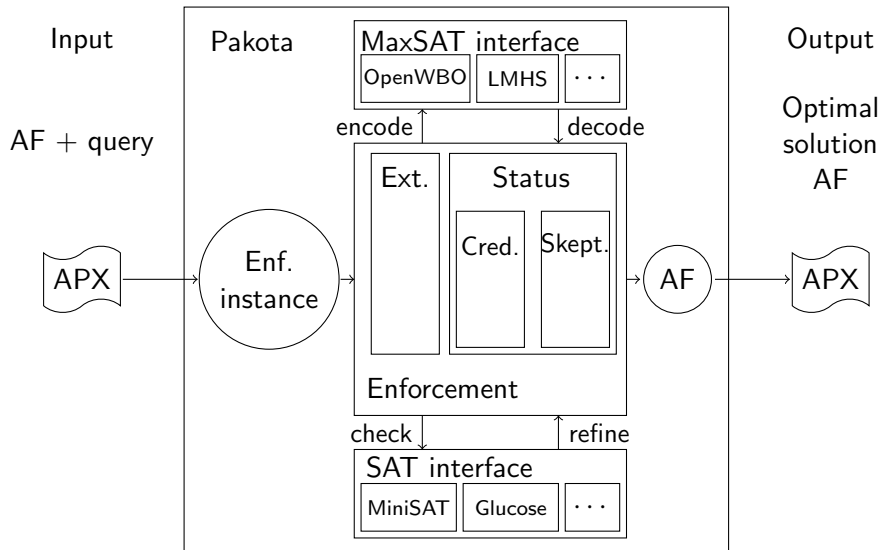 Input
Pakota
MaxSAT interface
OpenWBO
LMHS
···
Output
AF + query
encode
decode
Optimal
solution
AF
Ext.
Status
Cred.
Skept.
APX
Enf.
instance
AF
APX
Enforcement
check
refine
SAT interface
MiniSAT
Glucose
···